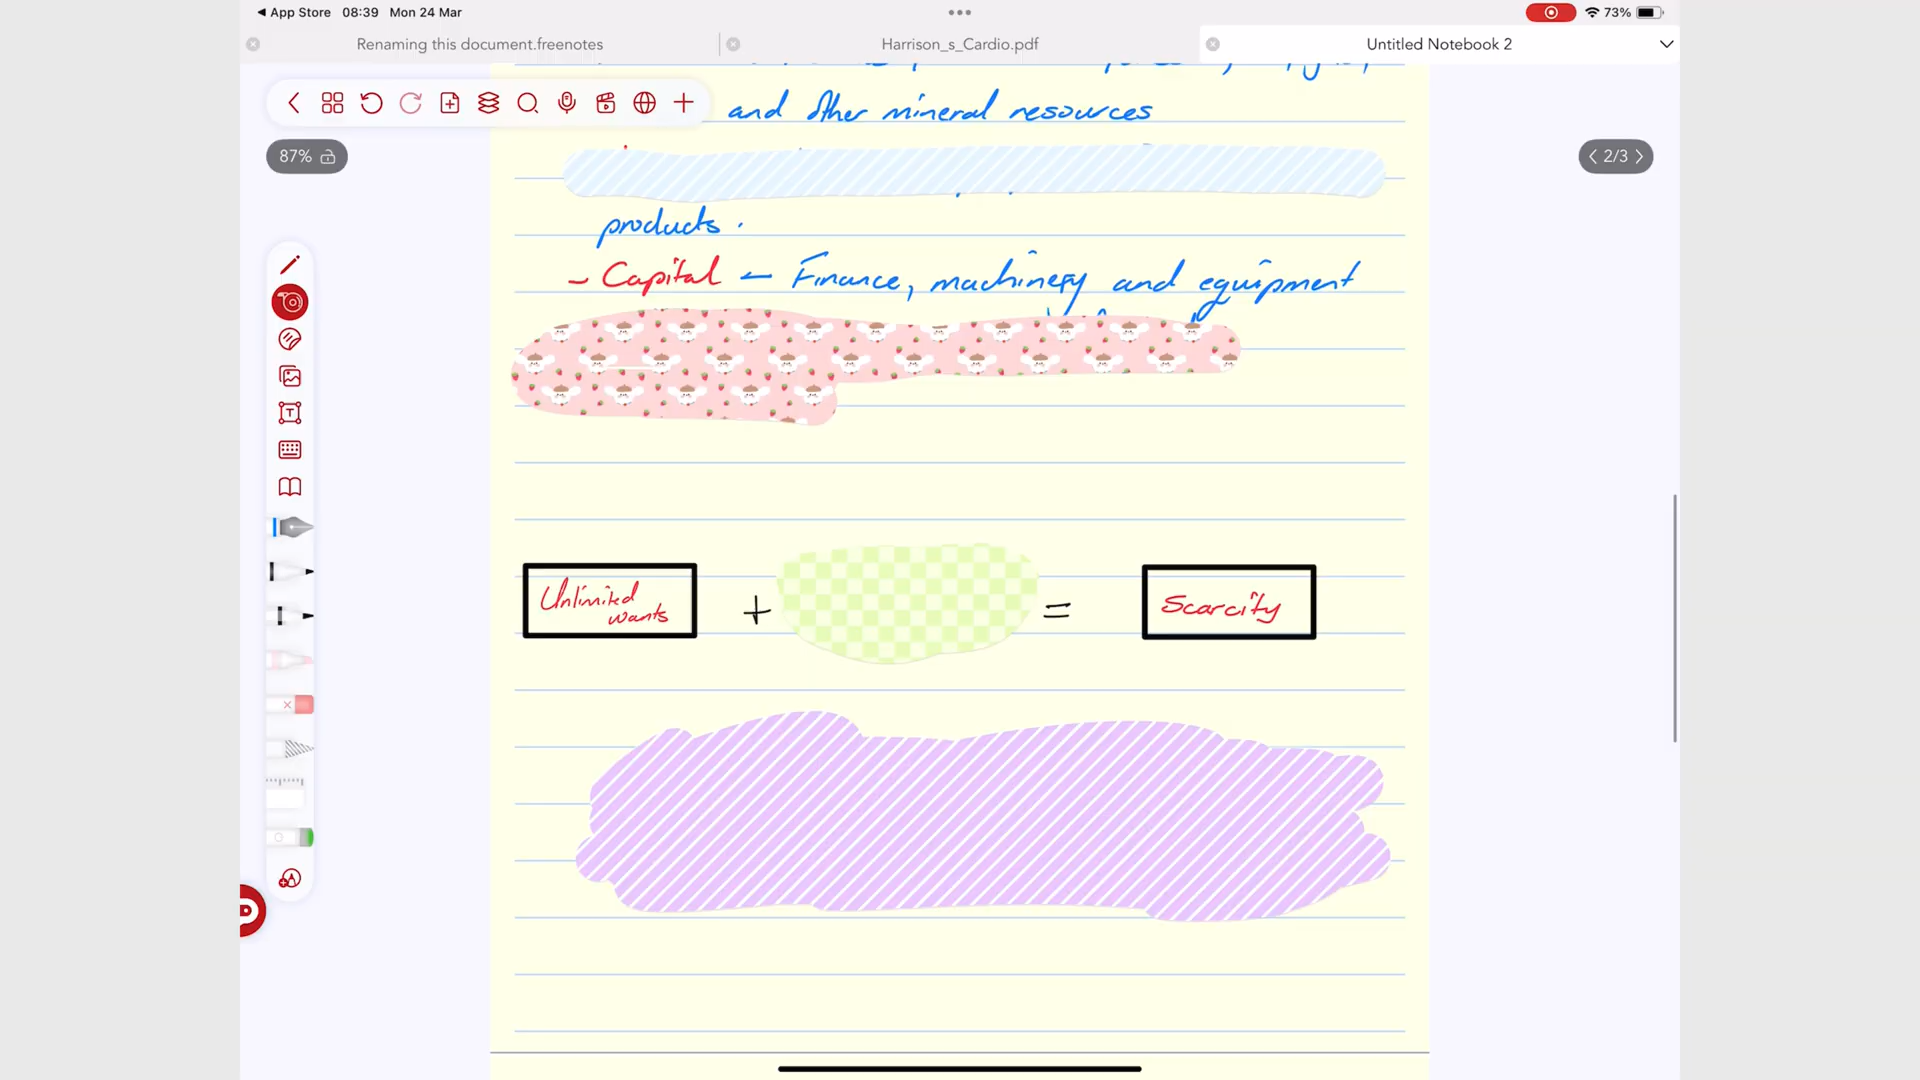 App Store 08:39 Mon 24 Mar
73%
Renaming this document.freenotes
Harrison_s_Cardio.pdf
Untitled Notebook 2
and other mineral resources
87%
2/3
products.
- Capital – Finance, machinery and equipment
Unlimited
wants
+
=
Scarcity